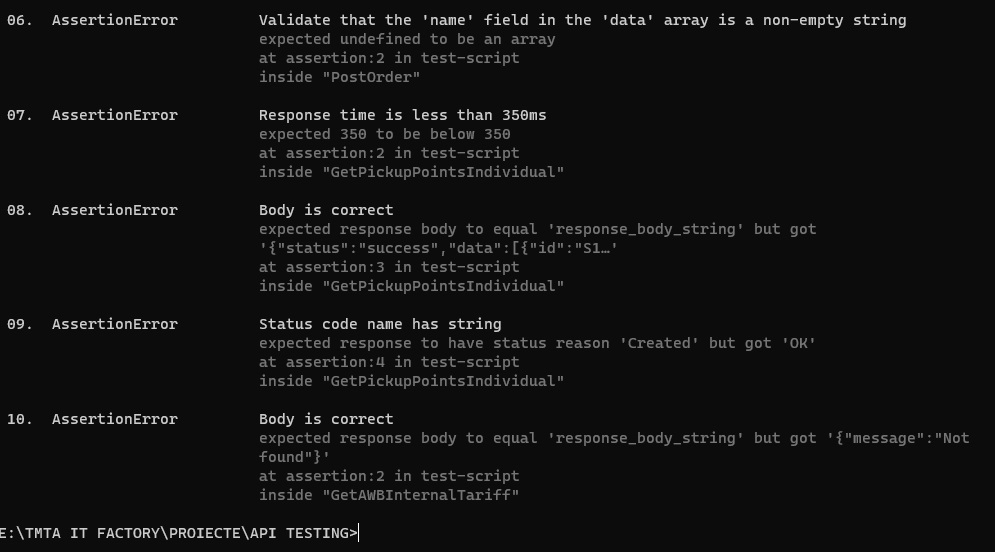 06. AssertionError Validate that the 'name' field in the 'data' array is a non-empty string
expected undefined to be an array
at assertion:2 in test-script
inside "PostOrder"
07. AssertionError Response time is less than 350ms
expected 350 to be below 350
at assertion:2 in test-script
inside "GetPickupPointsIndividual"
08. AssertionError Body is correct
expected response body to equal 'response_body_string' but got
'{"status":"success","data":[{"id":"S1…'
at assertion:3 in test-script
inside "GetPickupPointsIndividual"
09. AssertionError Status code name has string
expected response to have status reason 'Created' but got 'OK'
at assertion:4 in test-script
inside "GetPickupPointsIndividual"
10. AssertionError Body is correct
expected response body to equal 'response_body_string' but got '{"message":"Not
found"}'
at assertion:2 in test-script
inside "GetAWBInternalTariff"
E:\TMTA IT FACTORY\PROIECTE\API TESTING>